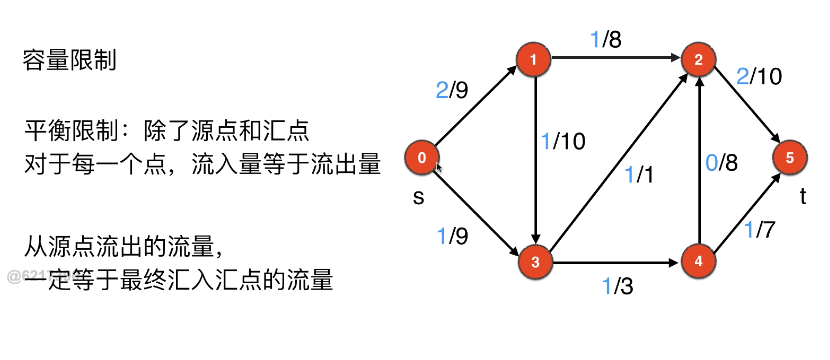 容量限制
平衡限制：除了源点和汇点
对于每一个点，流入量等于流出量
从源点流出的流量，
一定等于最终汇入汇点的流量
1/8
1
2
2/9
2/10
1/10
0
1/1
0/8
5
s
t
1/9
1/7
3
4
1/3